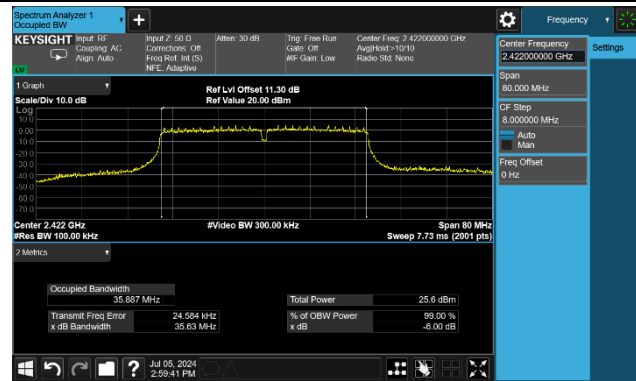 Spectrum Analyzer 1
Occupied BW
Frequency
KEYSIGHT
Input: RF
Coupling: AC
Align: Auto
Input Z: 50 Ω
Corrections: Off
Freq Ref: Int (S)
NFE: Adaptive
Atten: 30 dB
Trig: Free Run
Gate: Off
#IF Gain: Low
Center Freq: 2.422000000 GHz
Avg|Hold:>10/10
Radio Std: None
Center Frequency
2.422000000 GHz
Settings
Span
80.000 MHz
CF Step
8.000000 MHz
Auto
Man
Freq Offset
0 Hz
1 Graph
Scale/Div 10.0 dB
Ref Lvl Offset 11.30 dB
Ref Value 20.00 dBm
Log
10.0
0.00
-10.0
-20.0
-30.0
-40.0
-50.0
-60.0
-70.0
Center 2.422 GHz
#Res BW 100.00 kHz
#Video BW 300.00 kHz
Span 80 MHz
Sweep 7.73 ms (2001 pts)
2 Metrics
Occupied Bandwidth
35.887 MHz
Total Power 25.6 dBm
Transmit Freq Error 24.584 kHz
% of OBW Power 99.00 %
x dB Bandwidth 35.63 MHz
x dB -6.00 dB
Jul 05, 2024
2:59:41 PM